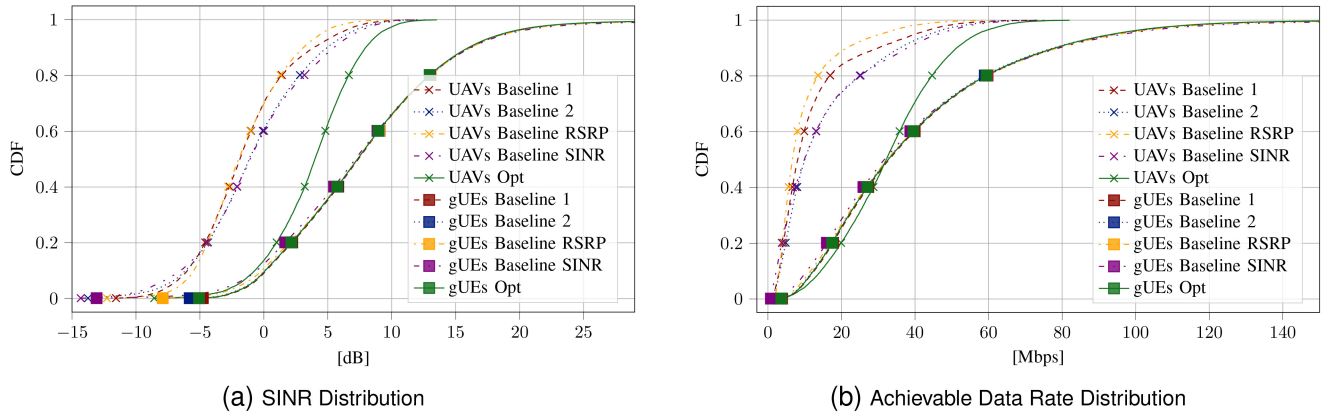 1
0.8
0.6
0.4
0.2
0
CDF
−15
−10
−5
0
5
10
15
20
25
[dB]
UAVs Baseline 1
UAVs Baseline 2
UAVs Baseline RSRP
UAVs Baseline SINR
UAVs Opt
gUEs Baseline 1
gUEs Baseline 2
gUEs Baseline RSRP
gUEs Baseline SINR
gUEs Opt
(a) SINR Distribution
1
0.8
0.6
0.4
0.2
0
CDF
0
20
40
60
80
100
120
140
[Mbps]
UAVs Baseline 1
UAVs Baseline 2
UAVs Baseline RSRP
UAVs Baseline SINR
UAVs Opt
gUEs Baseline 1
gUEs Baseline 2
gUEs Baseline RSRP
gUEs Baseline SINR
gUEs Opt
(b) Achievable Data Rate Distribution